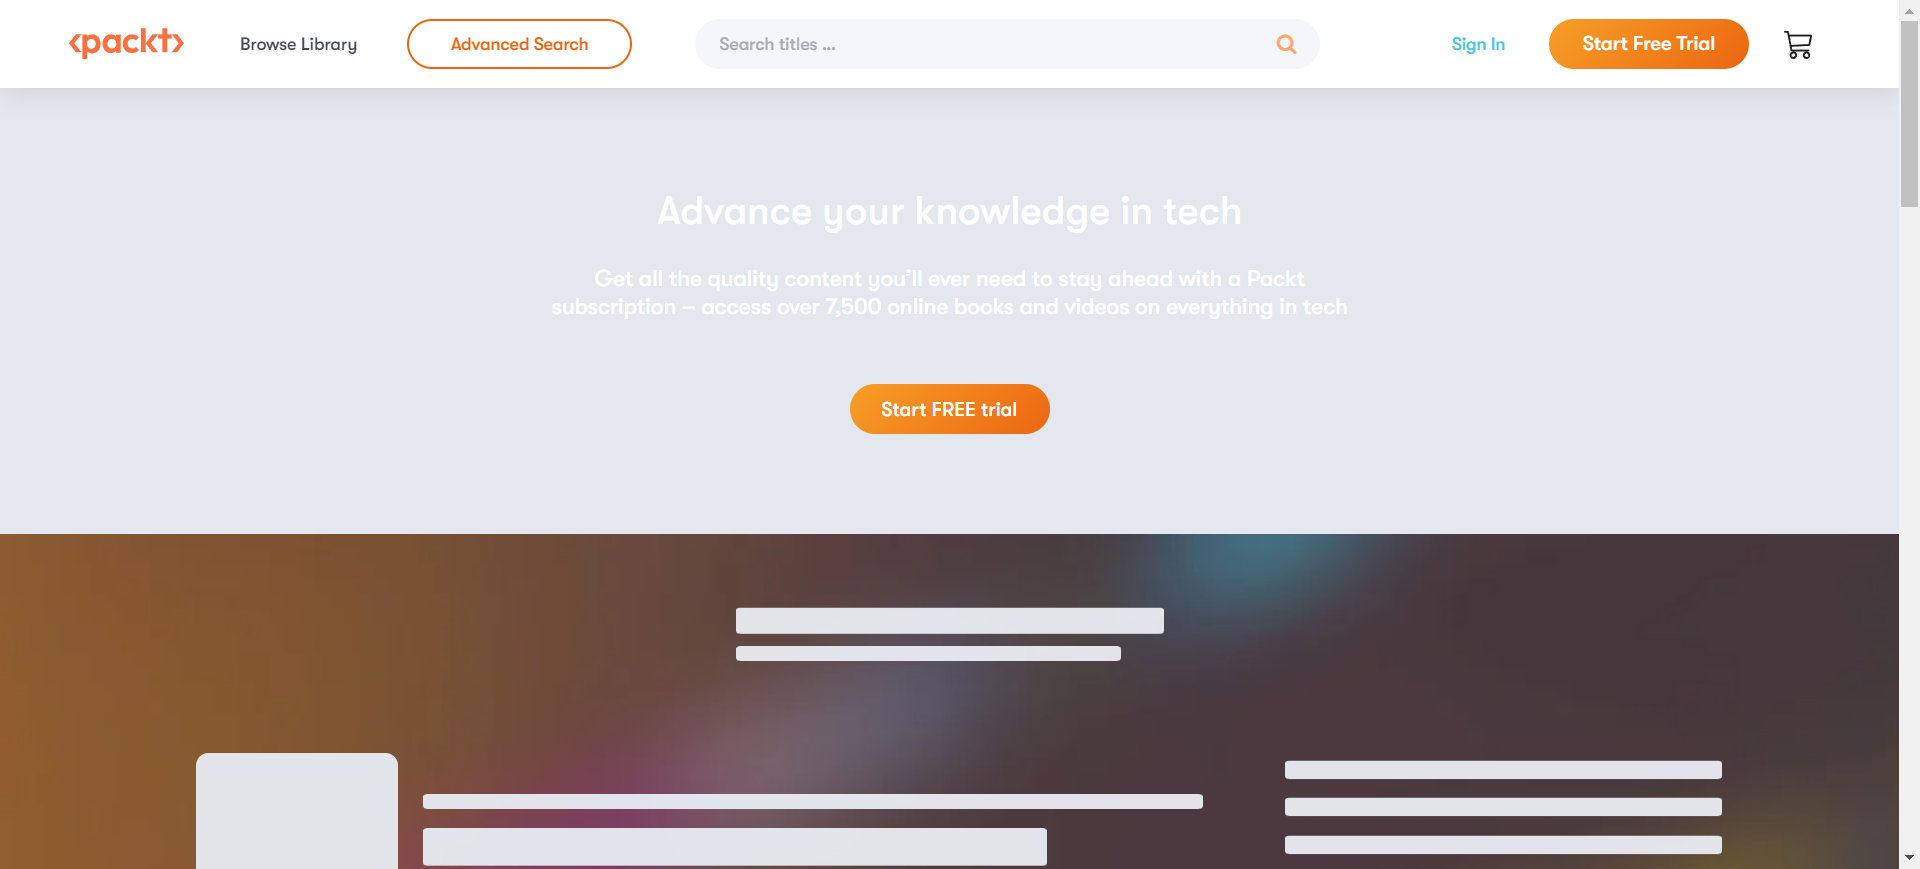 <packt>
Browse Library
Advanced Search
Search titles ...
Sign In
Start Free Trial
Advance your knowledge in tech
Get all the quality content you’ll ever need to stay ahead with a Packt
subscription – access over 7,500 online books and videos on everything in tech
Start FREE trial